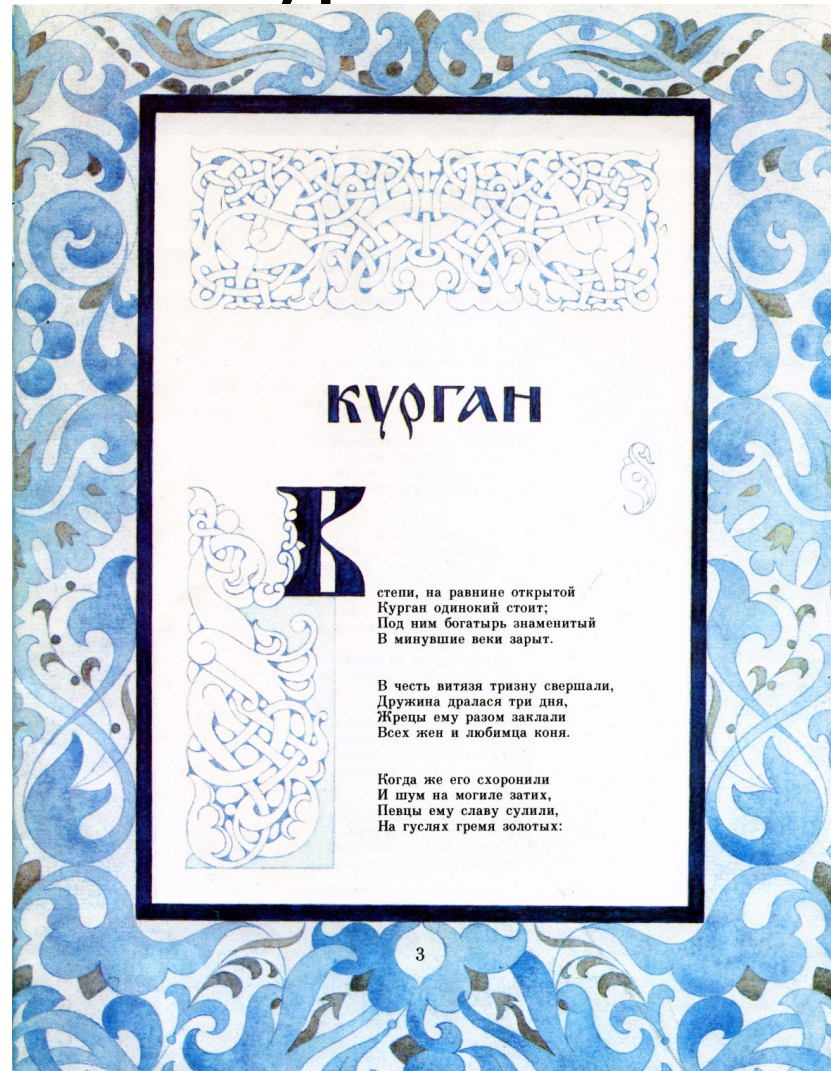 КУРГАН
В
степи, на равнине открытой
Курган одинокий стоит;
Под ним богатырь знаменитый
В минувшие веки зарыт.
В честь витязя тризну свершали,
Дружина дралася три дня,
Жрецы ему разом заклали
Всех жен и любимца коня.
Когда же его схоронили
И шум на могиле затих,
Певцы ему славу сулили,
На гуслях гремя золотых:
3